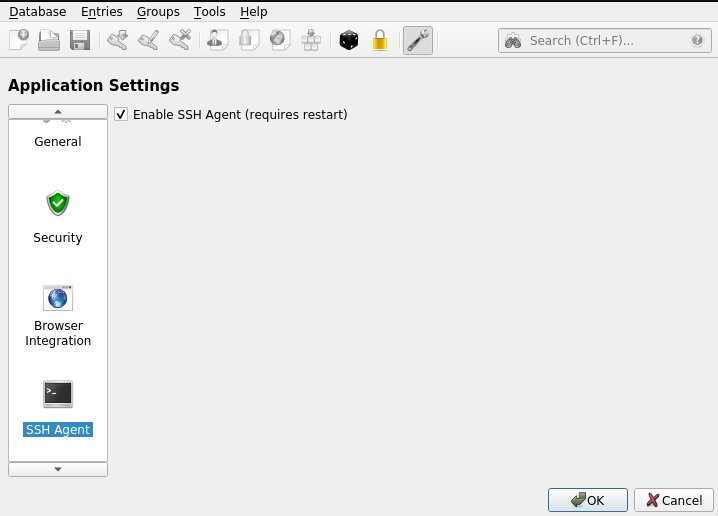 Database Entries Groups Tools Help
Search (Ctrl+F)...
Application Settings
Enable SSH Agent (requires restart)
General
Security
Browser
Integration
>_
SSH Agent
OK
Cancel